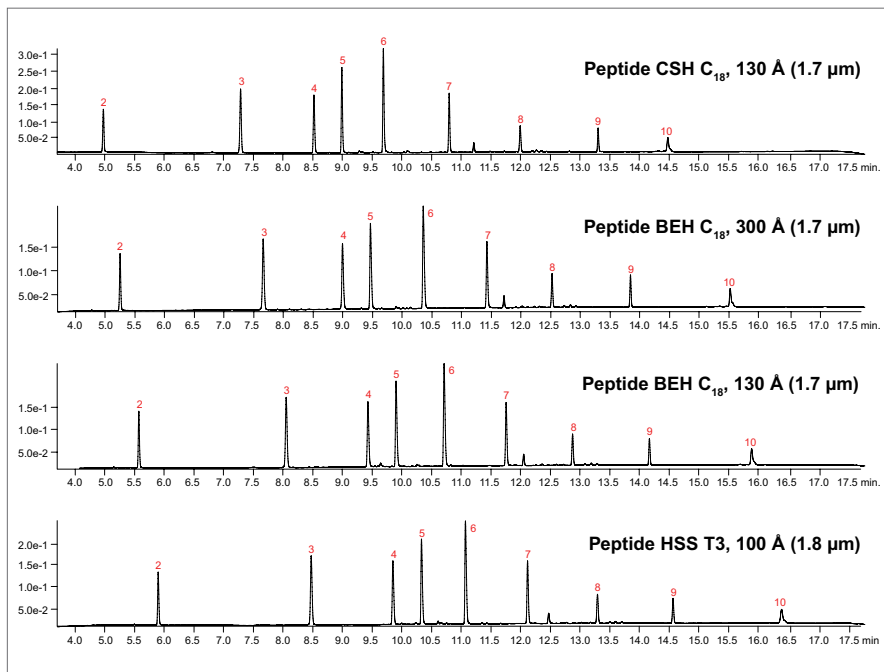 3.0e-1
2.5e-1
2.0e-1
1.5e-1
1.0e-1
5.0e-2
2 3 4 5 6 7 8 9 10
Peptide CSH C18, 130 Å (1.7 µm)
4.0 5.0 5.5 6.0 6.5 7.0 7.5 8.0 8.5 9.0 9.5 10.0 10.5 11.0 11.5 12.0 12.5 13.0 13.5 14.0 14.5 15.0 15.5 16.0 16.5 17.0 17.5 min.
1.5e-1
1.0e-1
5.0e-2
2 3 4 5 6 7 8 9 10
Peptide BEH C18, 300 Å (1.7 µm)
4.0 5.0 5.5 6.0 6.5 7.0 7.5 8.0 8.5 9.0 9.5 10.0 10.5 11.0 11.5 12.0 12.5 13.0 13.5 14.0 14.5 15.0 15.5 16.0 16.5 17.0 17.5 min.
1.5e-1
1.0e-1
5.0e-2
2 3 4 5 6 7 8 9 10
Peptide BEH C18, 130 Å (1.7 µm)
4.0 5.0 5.5 6.0 6.5 7.0 7.5 8.0 8.5 9.0 9.5 10.0 10.5 11.0 11.5 12.0 12.5 13.0 13.5 14.0 14.5 15.0 15.5 16.0 16.5 17.0 17.5 min.
2.0e-1
1.5e-1
1.0e-1
5.0e-2
2 3 4 5 6 7 8 9 10
Peptide HSS T3, 100 Å (1.8 µm)
4.0 5.0 5.5 6.0 6.5 7.0 7.5 8.0 8.5 9.0 9.5 10.0 10.5 11.0 11.5 12.0 12.5 13.0 13.5 14.0 14.5 15.0 15.5 16.0 16.5 17.0 17.5 min.